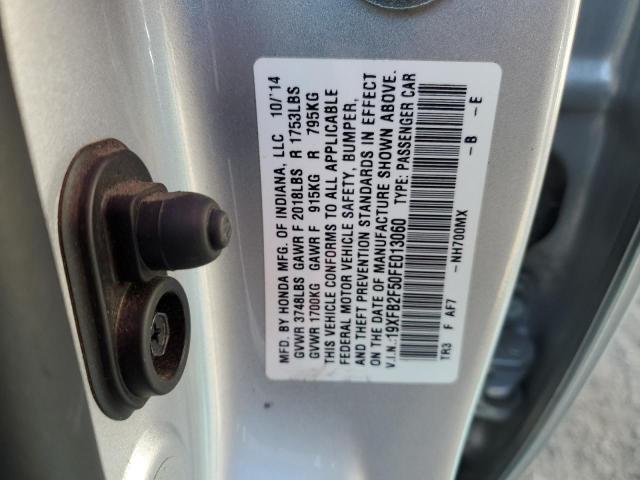 MFD. BY HONDA MFG. OF INDIANA, LLC 10/14
GVWR 3748LBS GAWR F 2018LBS R 1753LBS
GVWR 1700KG GAWR F 915KG R 795KG
THIS VEHICLE CONFORMS TO ALL APPLICABLE
FEDERAL MOTOR VEHICLE SAFETY, BUMPER,
AND THEFT PREVENTION STANDARDS IN EFFECT
ON THE DATE OF MANUFACTURE SHOWN ABOVE.
V.I.N.:19XFB2F50FE013060 TYPE: PASSENGER CAR
TR3 F AF7 -NH700MX -B -E